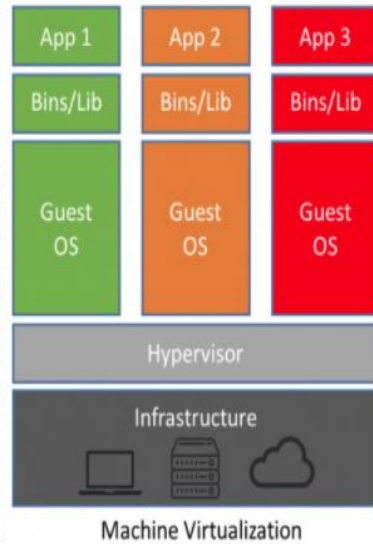 App 1 App 2 App 3
Bins/Lib Bins/Lib Bins/Lib
Guest OS Guest OS Guest OS
Hypervisor
Infrastructure
Machine Virtualization